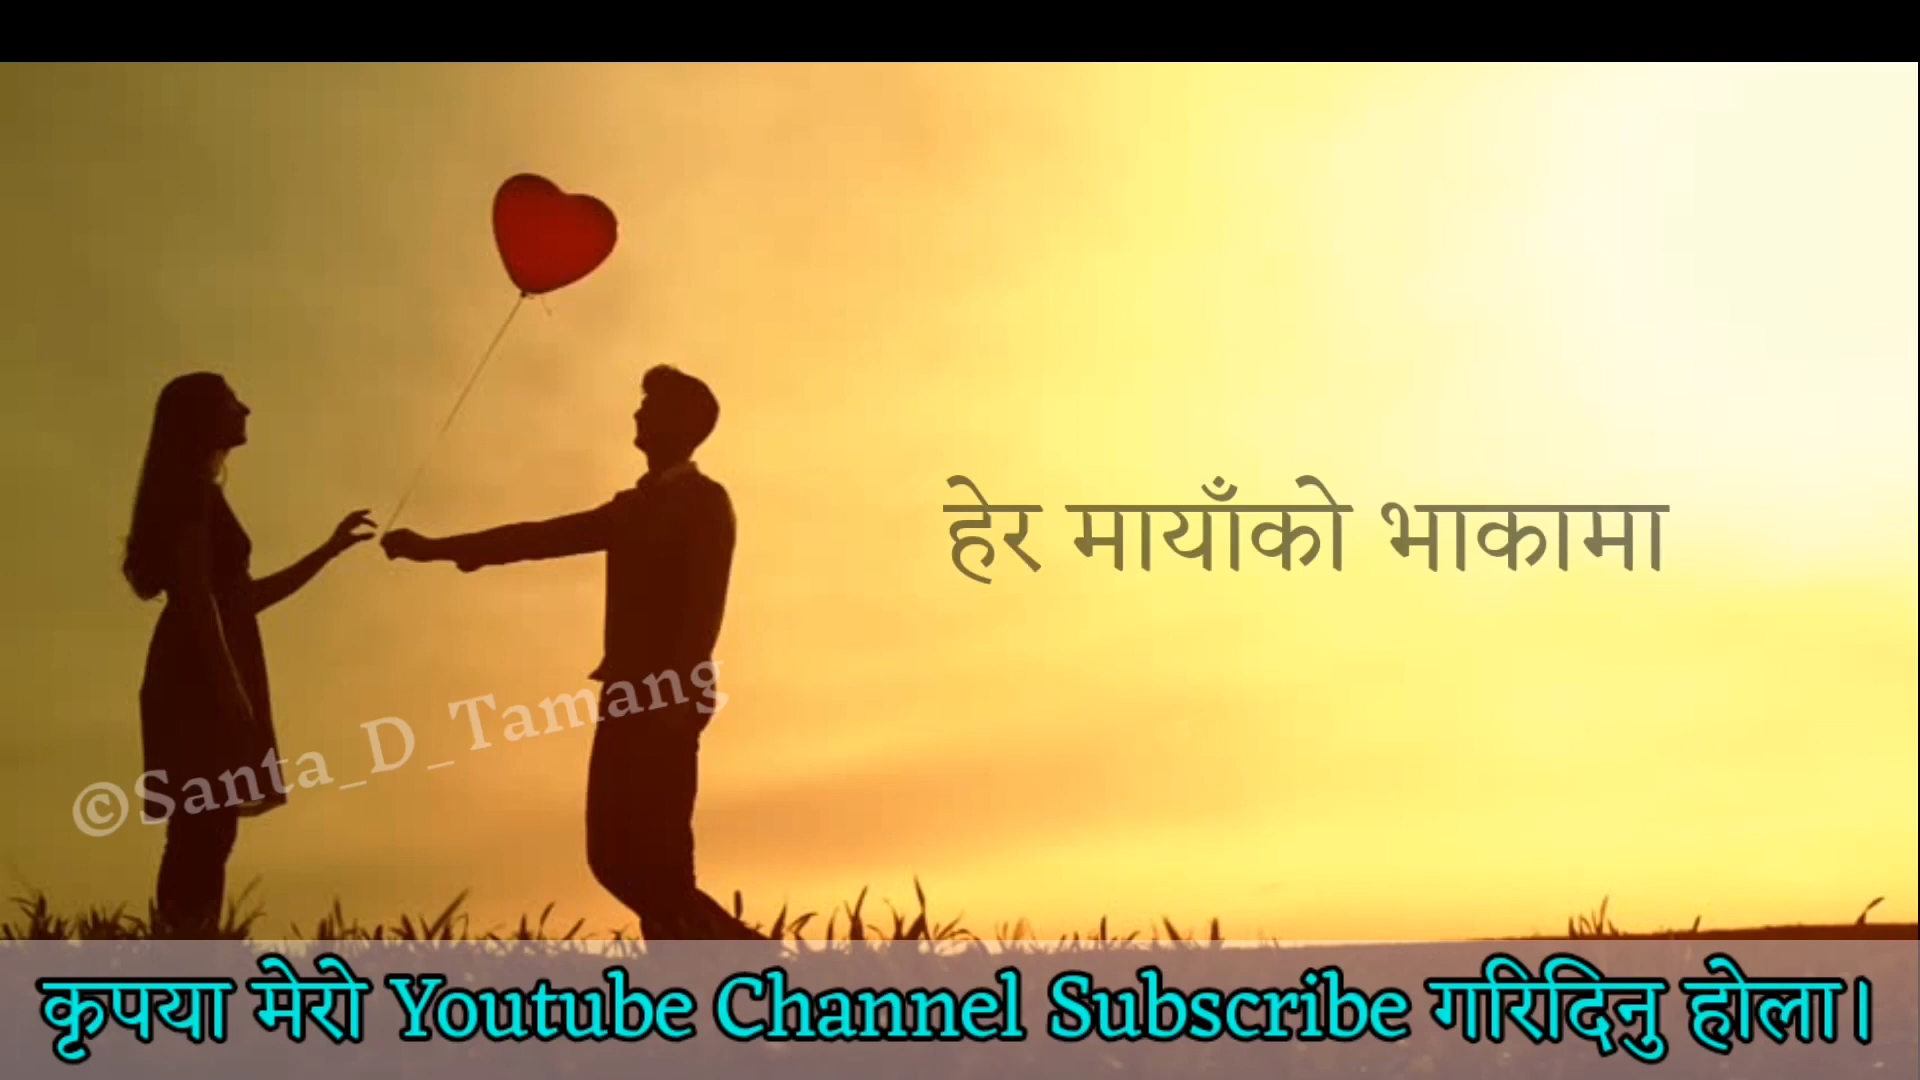 हेर मायाँको भाकामा
©Santa_D_Tamang
कृपया मेरो Youtube Channel Subscribe गरिदिनु होला।